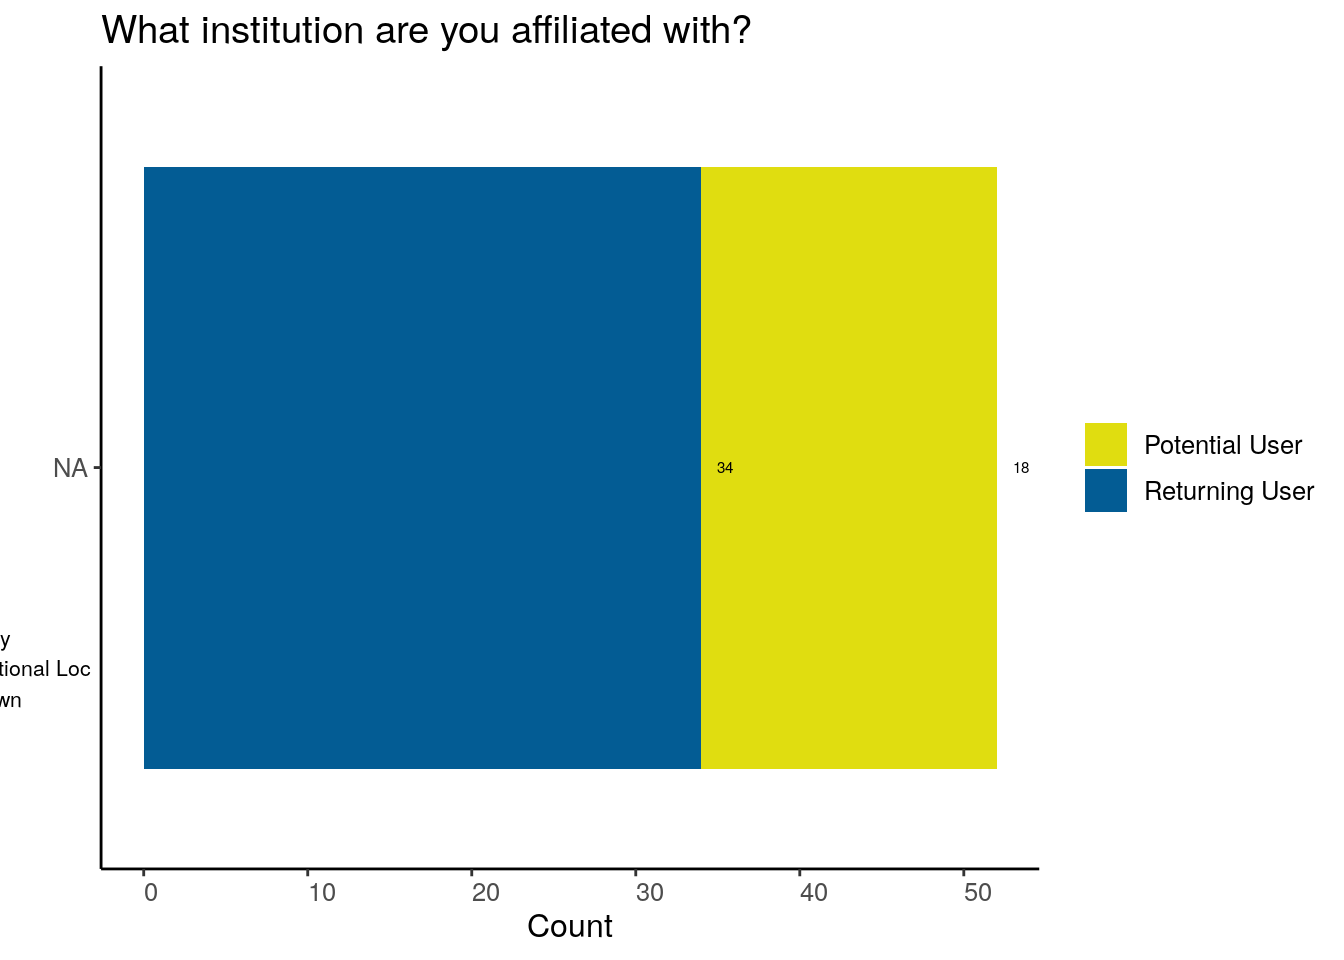 What institution are you affiliated with?
NA
34
18
Potential User
Returning User
y
tional Loc
wn
0 10 20 30 40 50
Count